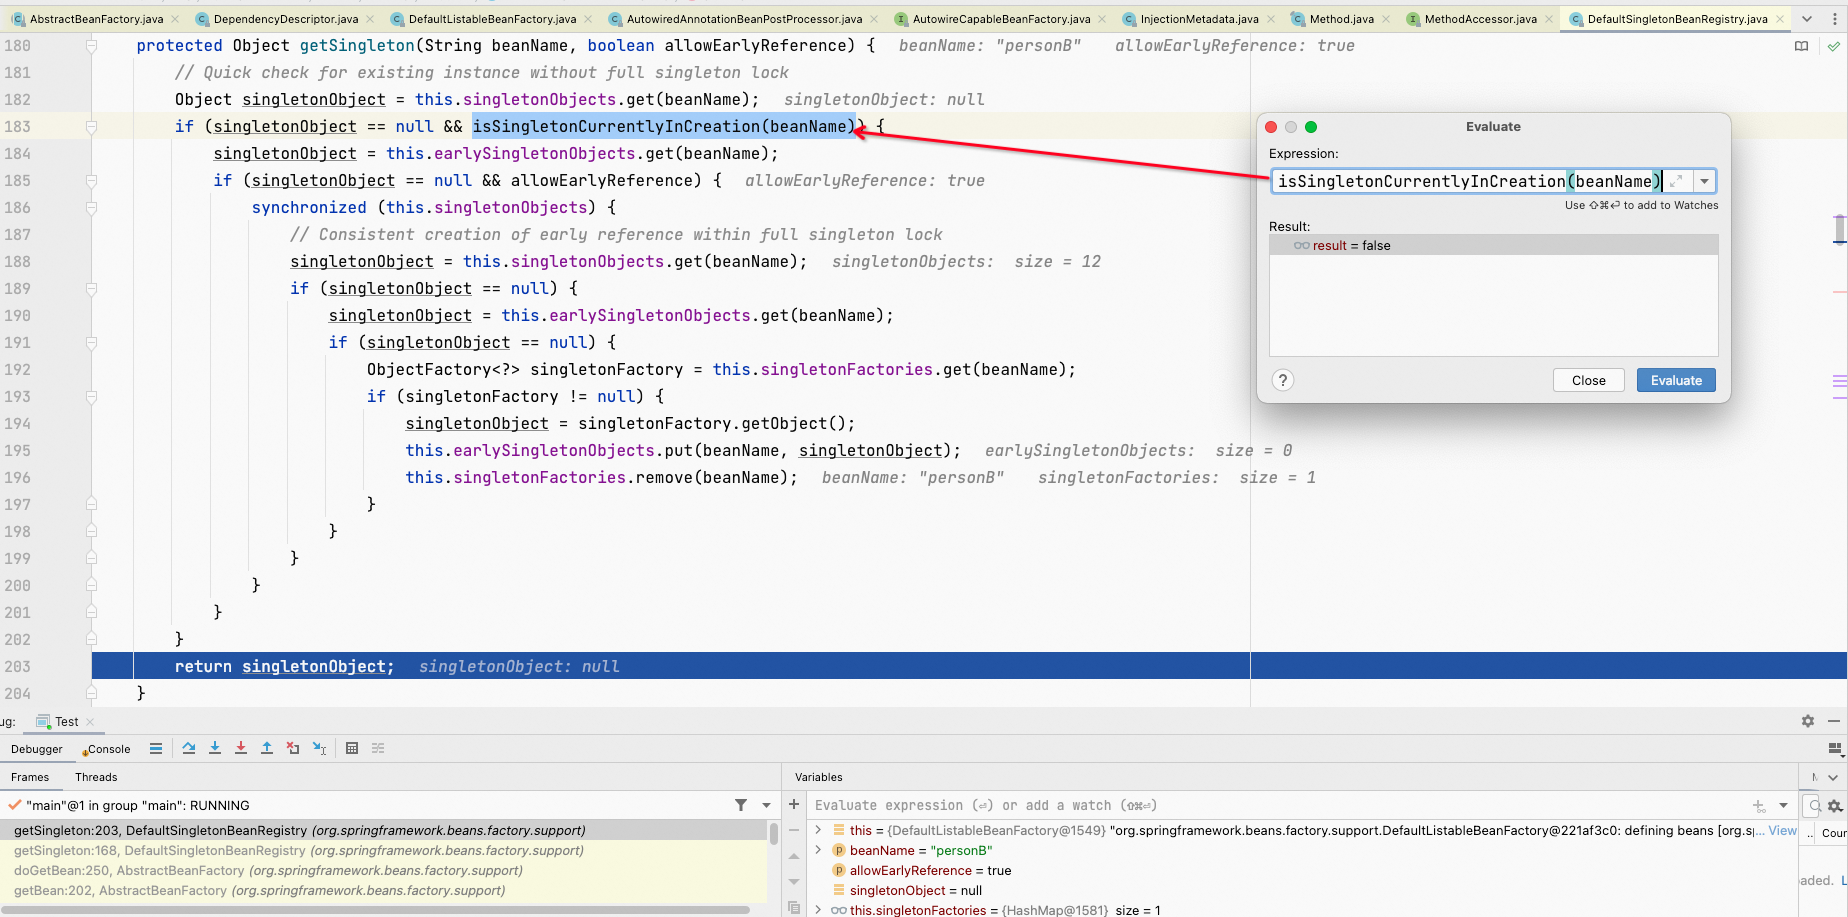 AbstractBeanFactory.java DependencyDescriptor.java DefaultListableBeanFactory.java AutowiredAnnotationBeanPostProcessor.java AutowireCapableBeanFactory.java InjectionMetadata.java Method.java MethodAccessor.java DefaultSingletonBeanRegistry.java
180 protected Object getSingleton(String beanName, boolean allowEarlyReference) { beanName: "personB" allowEarlyReference: true
181 // Quick check for existing instance without full singleton lock
182 Object singletonObject = this.singletonObjects.get(beanName); singletonObject: null
183 if (singletonObject == null && isSingletonCurrentlyInCreation(beanName)) {
184 singletonObject = this.earlySingletonObjects.get(beanName);
185 if (singletonObject == null && allowEarlyReference) { allowEarlyReference: true
186 synchronized (this.singletonObjects) {
187 // Consistent creation of early reference within full singleton lock
188 singletonObject = this.singletonObjects.get(beanName); singletonObjects: size = 12
189 if (singletonObject == null) {
190 singletonObject = this.earlySingletonObjects.get(beanName);
191 if (singletonObject == null) {
192 ObjectFactory<?> singletonFactory = this.singletonFactories.get(beanName);
193 if (singletonFactory != null) {
194 singletonObject = singletonFactory.getObject();
195 this.earlySingletonObjects.put(beanName, singletonObject); earlySingletonObjects: size = 0
196 this.singletonFactories.remove(beanName); beanName: "personB" singletonFactories: size = 1
197 }
198 }
199 }
200 }
201 }
202 }
203 return singletonObject; singletonObject: null
204 }
Evaluate
Expression:
isSingletonCurrentlyInCreation(beanName)
Use ⇧⌘⏎ to add to Watches
Result:
result = false
? Close Evaluate
ug: Test
Debugger Console
Frames Threads
"main"@1 in group "main": RUNNING
getSingleton:203, DefaultSingletonBeanRegistry (org.springframework.beans.factory.support)
getSingleton:168, DefaultSingletonBeanRegistry (org.springframework.beans.factory.support)
doGetBean:250, AbstractBeanFactory (org.springframework.beans.factory.support)
getBean:202, AbstractBeanFactory (org.springframework.beans.factory.support)
Variables
Evaluate expression (⏎) or add a watch (⇧⌘⏎)
this = {DefaultListableBeanFactory@1549} "org.springframework.beans.factory.support.DefaultListableBeanFactory@221af3c0: defining beans [org.s... View
beanName = "personB"
allowEarlyReference = true
singletonObject = null
this.singletonFactories = {HashMap@1581} size = 1
Coun
aded. L